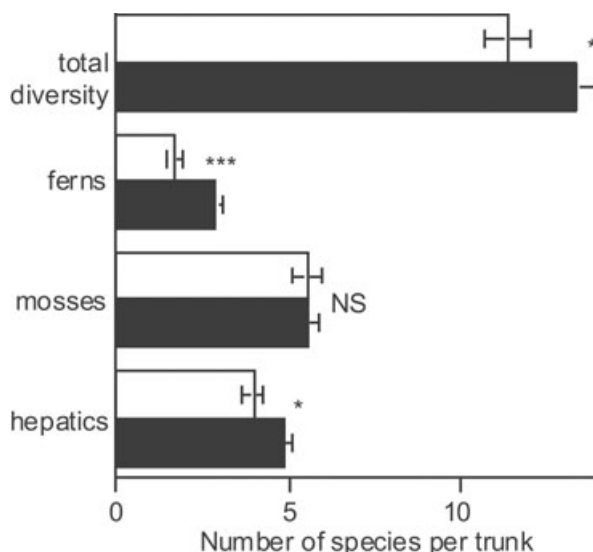 total
diversity
*
ferns
***
mosses
NS
hepatics
*
0
5
10
Number of species per trunk